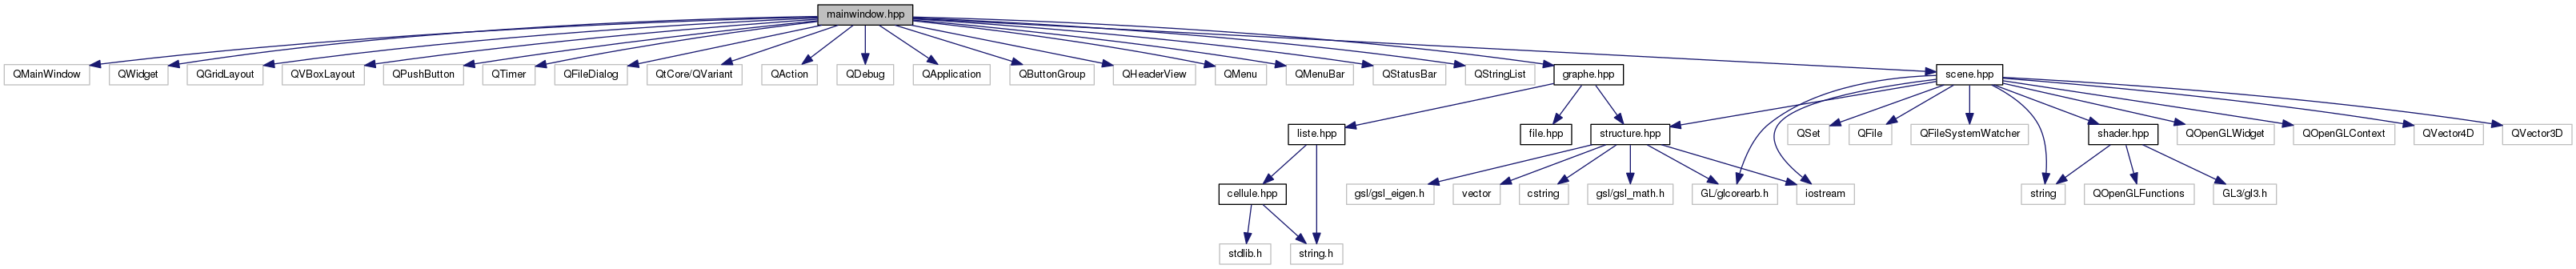 mainwindow.hpp
QMainWindow
QWidget
QGridLayout
QVBoxLayout
QPushButton
QTimer
QFileDialog
QtCore/QVariant
QAction
QDebug
QApplication
QButtonGroup
QHeaderView
QMenu
QMenuBar
QStatusBar
QStringList
graphe.hpp
scene.hpp
liste.hpp
file.hpp
structure.hpp
QSet
QFile
QFileSystemWatcher
shader.hpp
QOpenGLWidget
QOpenGLContext
QVector4D
QVector3D
cellule.hpp
gsl/gsl_eigen.h
vector
cstring
gsl/gsl_math.h
GL/glcorearb.h
iostream
string
QOpenGLFunctions
GL3/gl3.h
stdlib.h
string.h